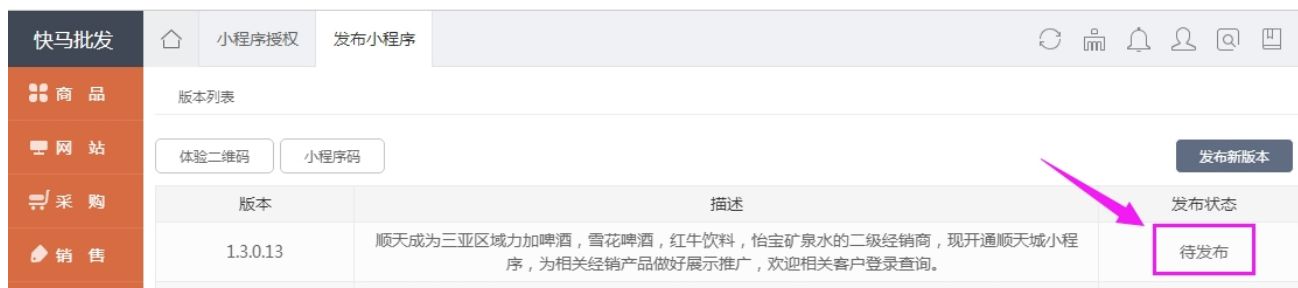 快马批发
小程序授权
发布小程序
商 品
版本列表
网 站
体验二维码
小程序码
发布新版本
采 购
版本
描述
发布状态
销 售
1.3.0.13
顺天成为三亚区域力加啤酒，雪花啤酒，红牛饮料，怡宝矿泉水的二级经销商，现开通顺天城小程
序，为相关经销产品做好展示推广，欢迎相关客户登录查询。
待发布